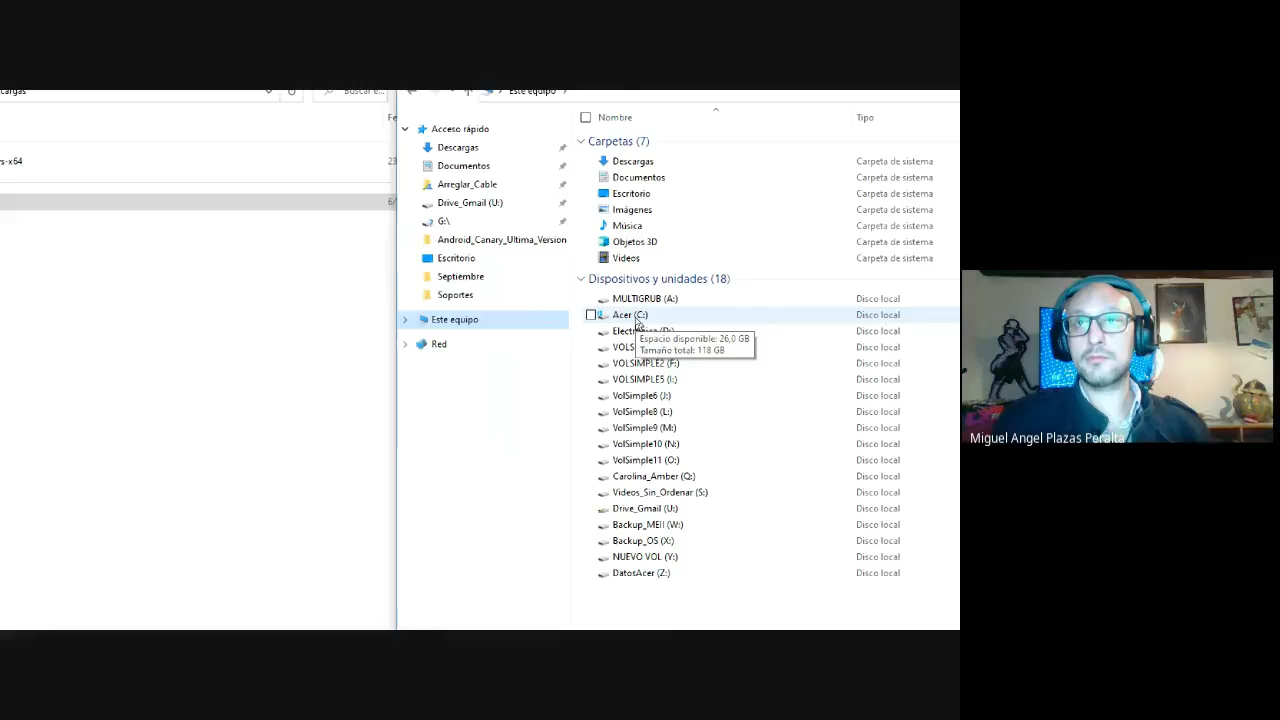 Buscar e...
Este equipo
Fe
s-x64
23
6/
Acceso rápido
Descargas
Documentos
Arreglar_Cable
Drive_Gmail (U:)
G:\
Android_Canary_Ultima_Version
Escritorio
Septiembre
Soportes
Este equipo
Red
Nombre
Tipo
Carpetas (7)
Descargas
Carpeta de sistema
Documentos
Carpeta de sistema
Escritorio
Carpeta de sistema
Imágenes
Carpeta de sistema
Música
Carpeta de sistema
Objetos 3D
Carpeta de sistema
Videos
Carpeta de sistema
Dispositivos y unidades (18)
MULTIGRUB (A:)
Disco local
Acer (C:)
Disco local
Disco local
Espacio disponible: 26,0 GB
Tamaño total: 118 GB
VOLS
Disco local
VOLSIMPLE2 (F:)
Disco local
VOLSIMPLE5 (I:)
Disco local
VolSimple6 (J:)
Disco local
VolSimple8 (L:)
Disco local
VolSimple9 (M:)
Disco local
VolSimple10 (N:)
Disco local
VolSimple11 (O:)
Disco local
Carolina_Amber (Q:)
Disco local
Videos_Sin_Ordenar (S:)
Disco local
Drive_Gmail (U:)
Disco local
Backup_MEII (W:)
Disco local
Backup_OS (X:)
Disco local
NUEVO VOL (Y:)
Disco local
DatosAcer (Z:)
Disco local
Miguel Angel Plazas Peralta